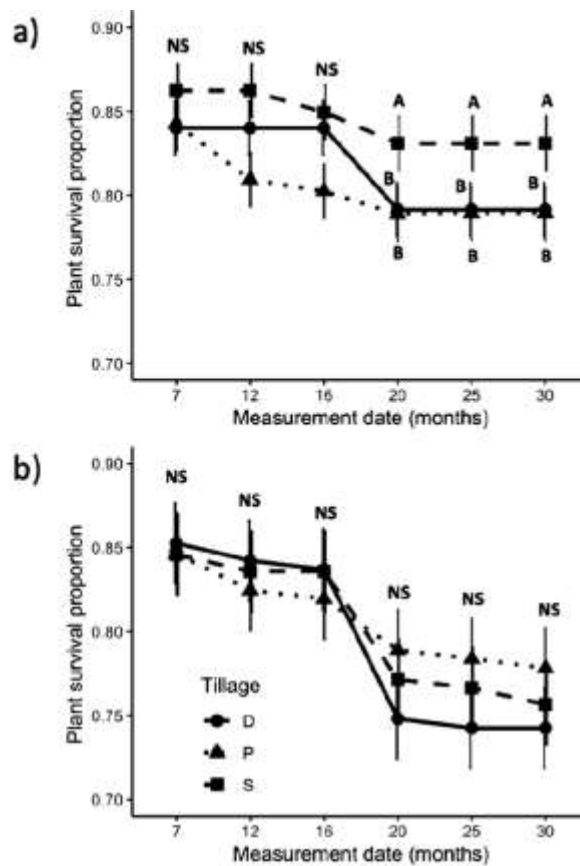 a)
0.90
0.85
0.80
0.75
0.70
Plant survival proportion
NS
NS
NS
A
A
A
B
B
B
B
B
B
7
12
16
20
25
30
Measurement date (months)
b)
0.90
0.85
0.80
0.75
0.70
Plant survival proportion
NS
NS
NS
NS
NS
NS
Tillage
D
P
S
7
12
16
20
25
30
Measurement date (months)